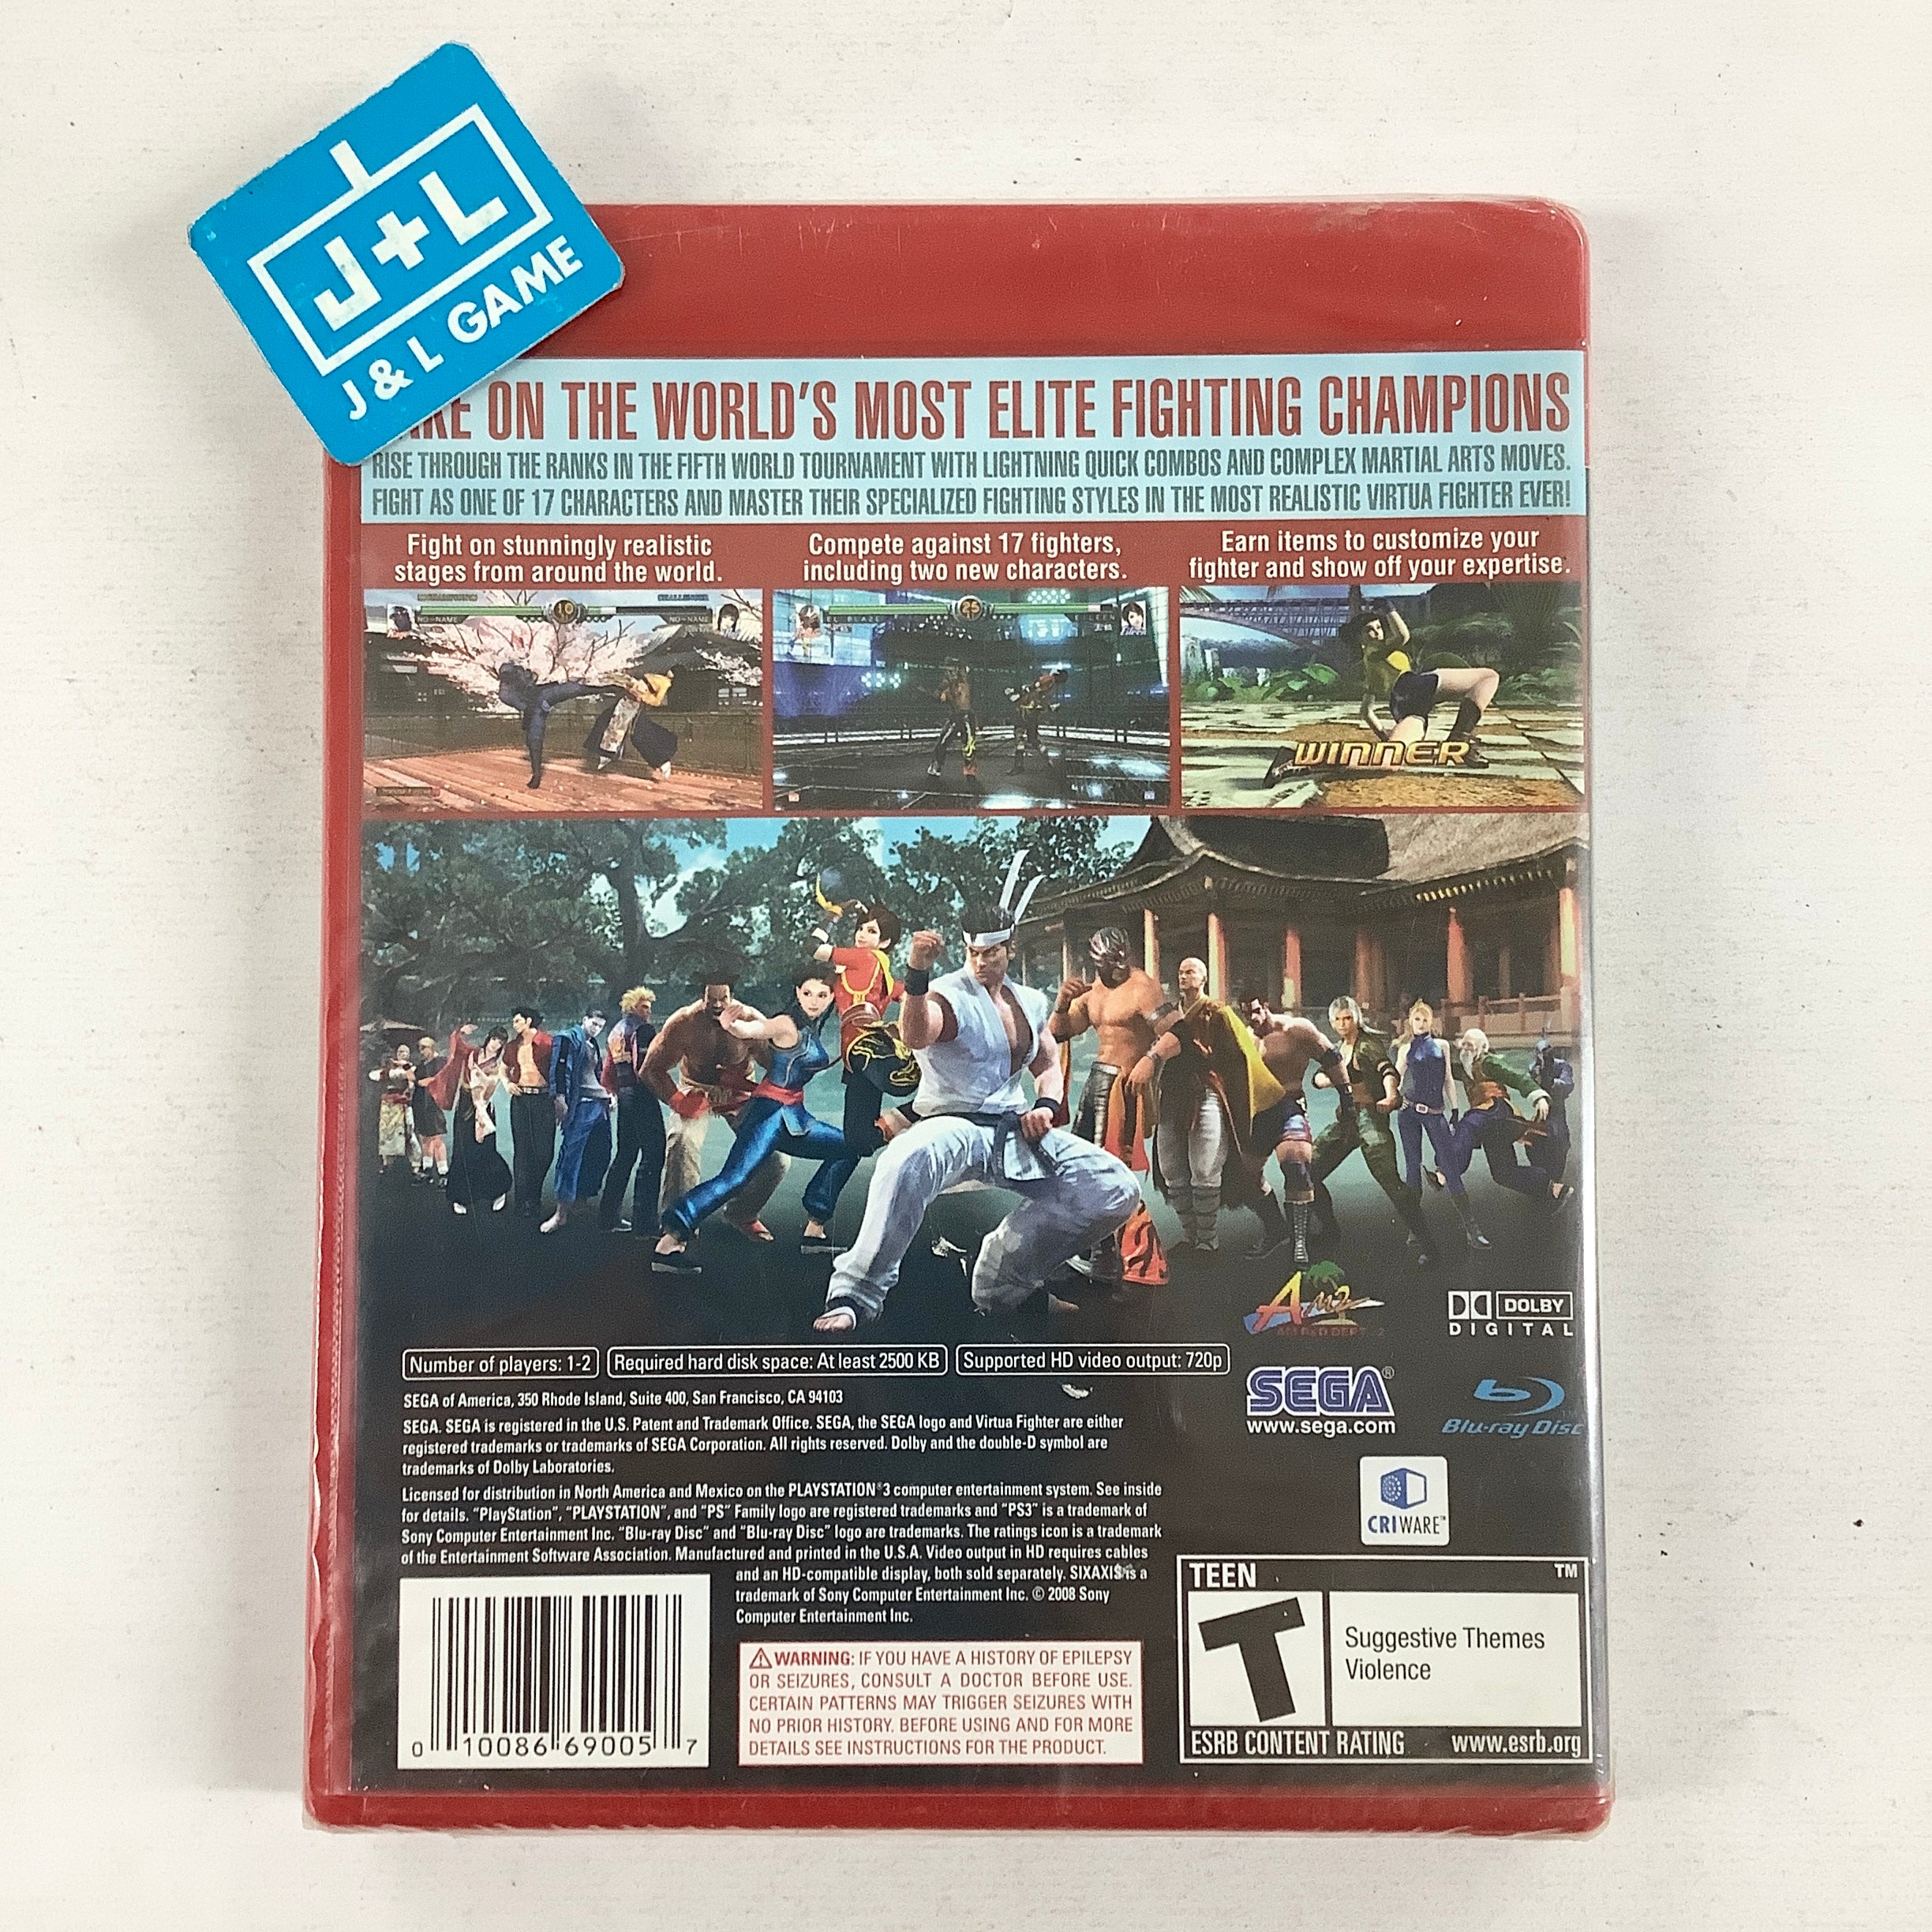 J+L
J & L GAME
ON THE WORLD'S MOST ELITE FIGHTING CHAMPIONS
RISE THROUGH THE RANKS IN THE FIFTH WORLD TOURNAMENT WITH LIGHTNING QUICK COMBOS AND COMPLEX MARTIAL ARTS MOVES.
FIGHT AS ONE OF 17 CHARACTERS AND MASTER THEIR SPECIALIZED FIGHTING STYLES IN THE MOST REALISTIC VIRTUA FIGHTER EVER!
Fight on stunningly realistic
stages from around the world.
Compete against 17 fighters,
including two new characters.
Earn items to customize your
fighter and show off your expertise.
10
NO-NAME
NO-NAME
25
EL BLAZE
WINNER
AM2
DOLBY
DIGITAL
Number of players: 1-2
Required hard disk space: At least 2500 KB
Supported HD video output: 720p
SEGA®
www.sega.com
Blu-ray Disc
SEGA of America, 350 Rhode Island, Suite 400, San Francisco, CA 94103
SEGA. SEGA is registered in the U.S. Patent and Trademark Office. SEGA, the SEGA logo and Virtua Fighter are either
registered trademarks or trademarks of SEGA Corporation. All rights reserved. Dolby and the double-D symbol are
trademarks of Dolby Laboratories.
Licensed for distribution in North America and Mexico on the PLAYSTATION®3 computer entertainment system. See inside
for details. "PlayStation", "PLAYSTATION", and "PS" Family logo are registered trademarks and "PS3" is a trademark of
Sony Computer Entertainment Inc. "Blu-ray Disc" and "Blu-ray Disc" logo are trademarks. The ratings icon is a trademark
of the Entertainment Software Association. Manufactured and printed in the U.S.A. Video output in HD requires cables
and an HD-compatible display, both sold separately. SIXAXIS is a
trademark of Sony Computer Entertainment Inc. © 2008 Sony
Computer Entertainment Inc.
CRIWARE™
0 10086 69005 7
WARNING: IF YOU HAVE A HISTORY OF EPILEPSY
OR SEIZURES, CONSULT A DOCTOR BEFORE USE.
CERTAIN PATTERNS MAY TRIGGER SEIZURES WITH
NO PRIOR HISTORY. BEFORE USING AND FOR MORE
DETAILS SEE INSTRUCTIONS FOR THE PRODUCT.
TEEN ™
T
Suggestive Themes
Violence
ESRB CONTENT RATING www.esrb.org